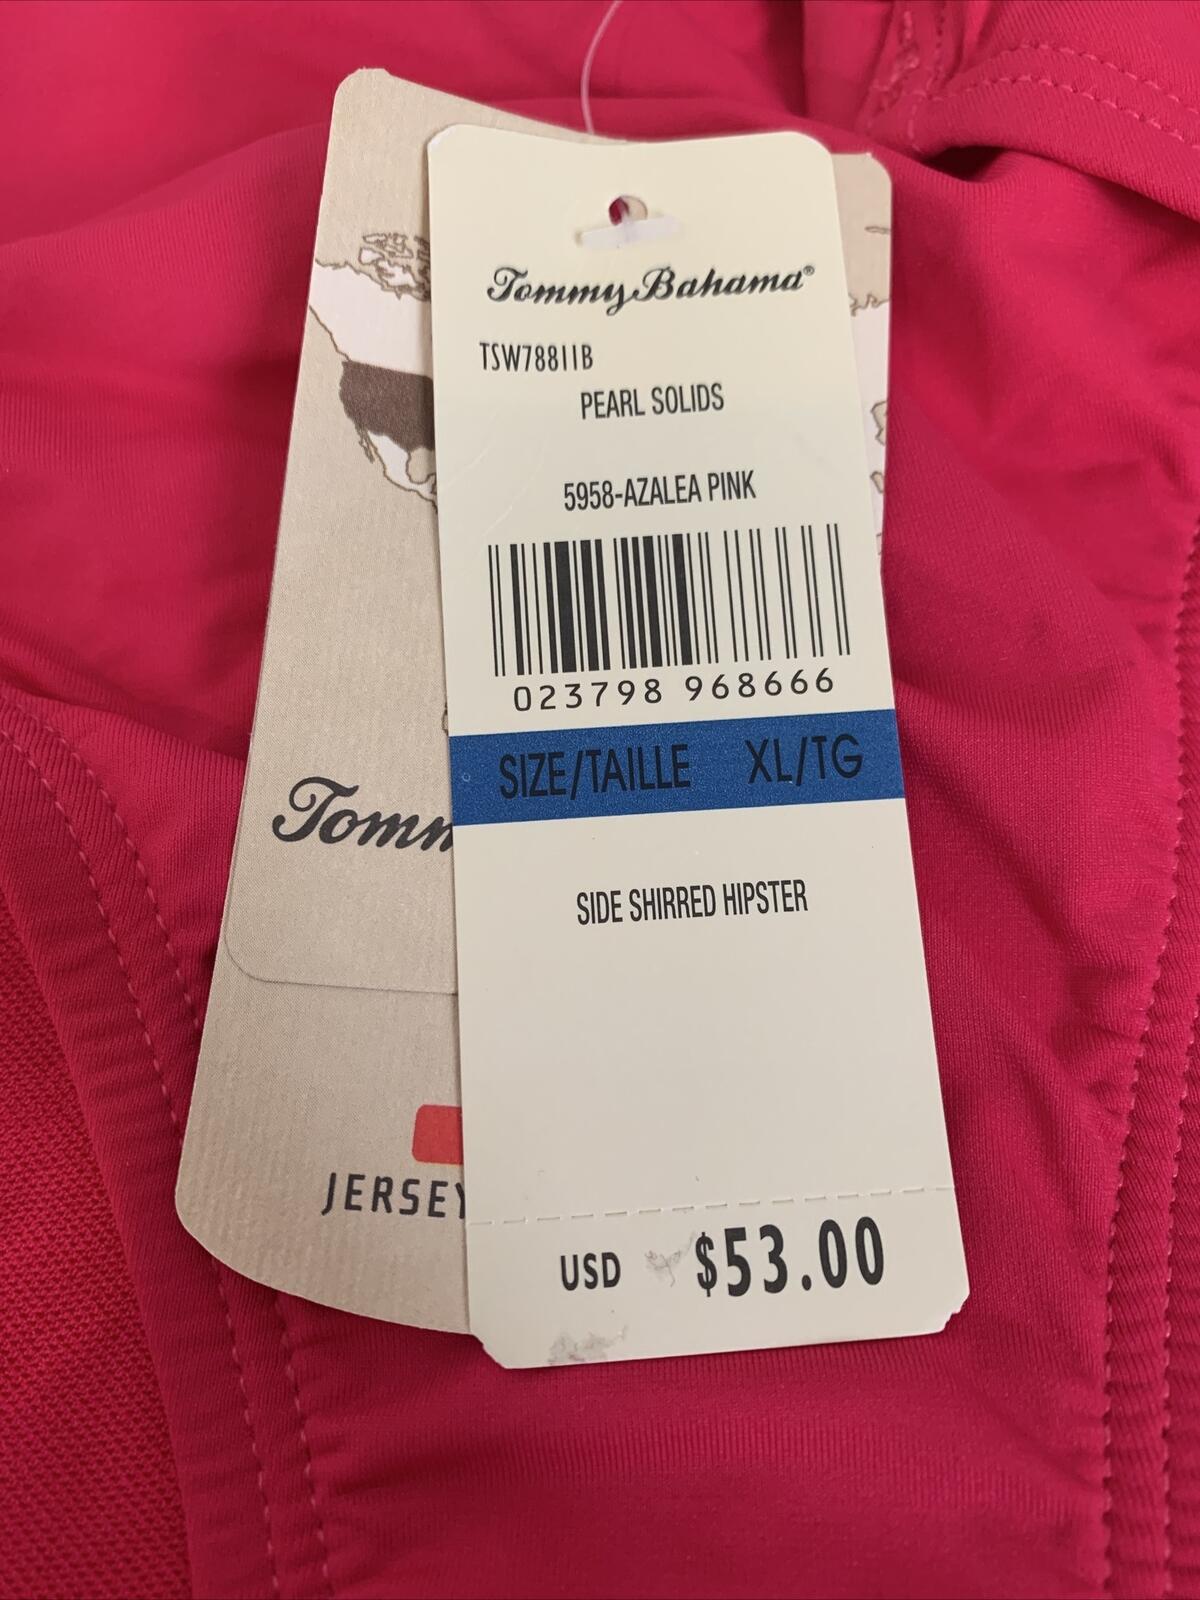 Tommy Bahama®
TSW78811B
PEARL SOLIDS
5958-AZALEA PINK
023798 968666
SIZE/TAILLE XL/TG
SIDE SHIRRED HIPSTER
USD $53.00
Tomm
JERSEY